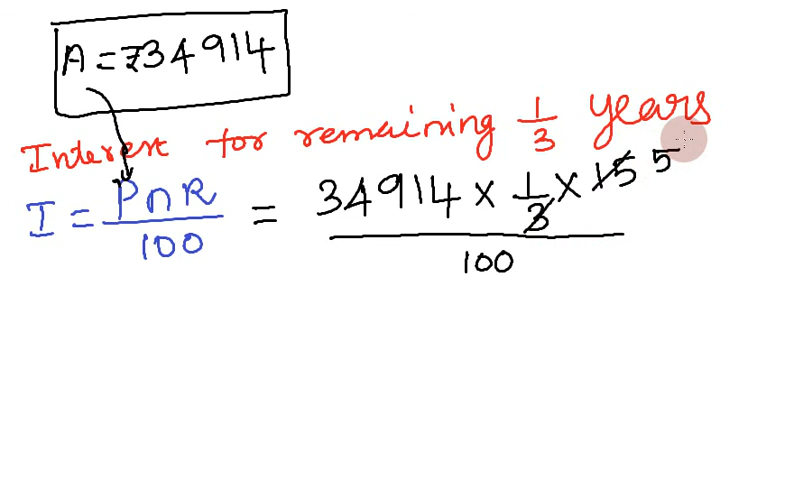 A = ₹34914
Interest for remaining 1/3 years
I = PnR/100 = 34914 × 1/3 × 15 5 / 100